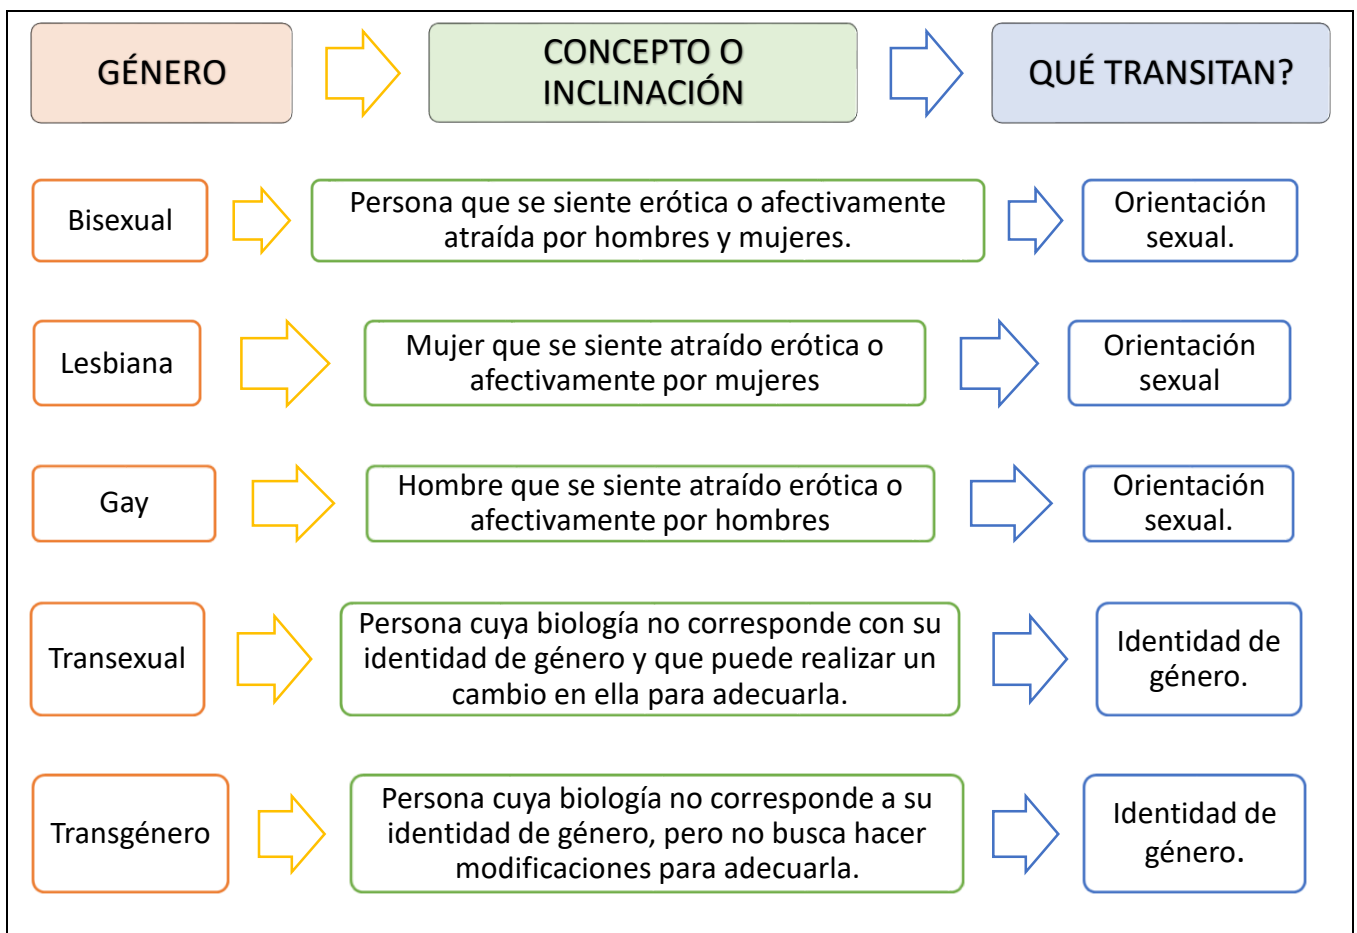 GÉNERO
CONCEPTO O
INCLINACIÓN
QUÉ TRANSITAN?
Bisexual
Persona que se siente erótica o afectivamente
atraída por hombres y mujeres.
Orientación
sexual.
Lesbiana
Mujer que se siente atraído erótica o
afectivamente por mujeres
Orientación
sexual
Gay
Hombre que se siente atraído erótica o
afectivamente por hombres
Orientación
sexual.
Transexual
Persona cuya biología no corresponde con su
identidad de género y que puede realizar un
cambio en ella para adecuarla.
Identidad de
género.
Transgénero
Persona cuya biología no corresponde a su
identidad de género, pero no busca hacer
modificaciones para adecuarla.
Identidad de
género.